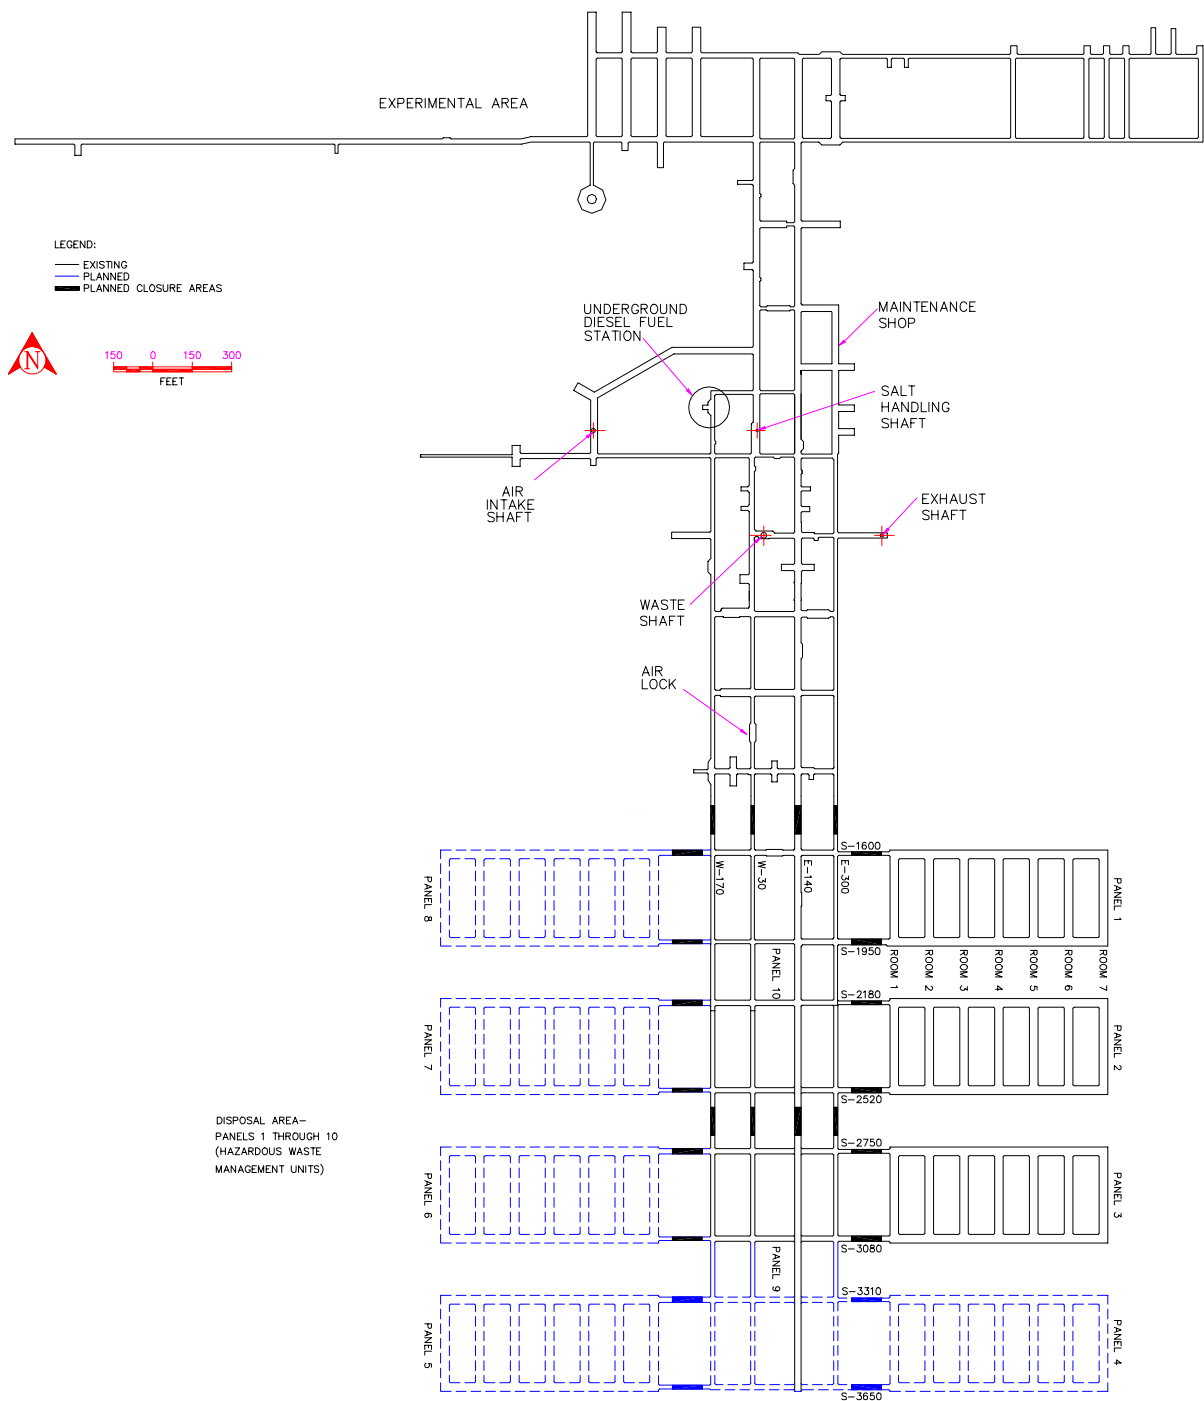 EXPERIMENTAL AREA
LEGEND:
EXISTING
PLANNED
PLANNED CLOSURE AREAS
N
150 0 150 300
FEET
UNDERGROUND
DIESEL FUEL
STATION
MAINTENANCE
SHOP
SALT
HANDLING
SHAFT
AIR
INTAKE
SHAFT
EXHAUST
SHAFT
WASTE
SHAFT
AIR
LOCK
S-1600
W-170
W-30
E-140
E-300
PANEL 8
PANEL 1
S-1950
PANEL 10
ROOM 1
ROOM 2
ROOM 3
ROOM 4
ROOM 5
ROOM 6
ROOM 7
S-2180
PANEL 7
PANEL 2
S-2520
DISPOSAL AREA-
PANELS 1 THROUGH 10
(HAZARDOUS WASTE
MANAGEMENT UNITS)
S-2750
PANEL 6
PANEL 3
S-3080
PANEL 9
S-3310
PANEL 5
PANEL 4
S-3650